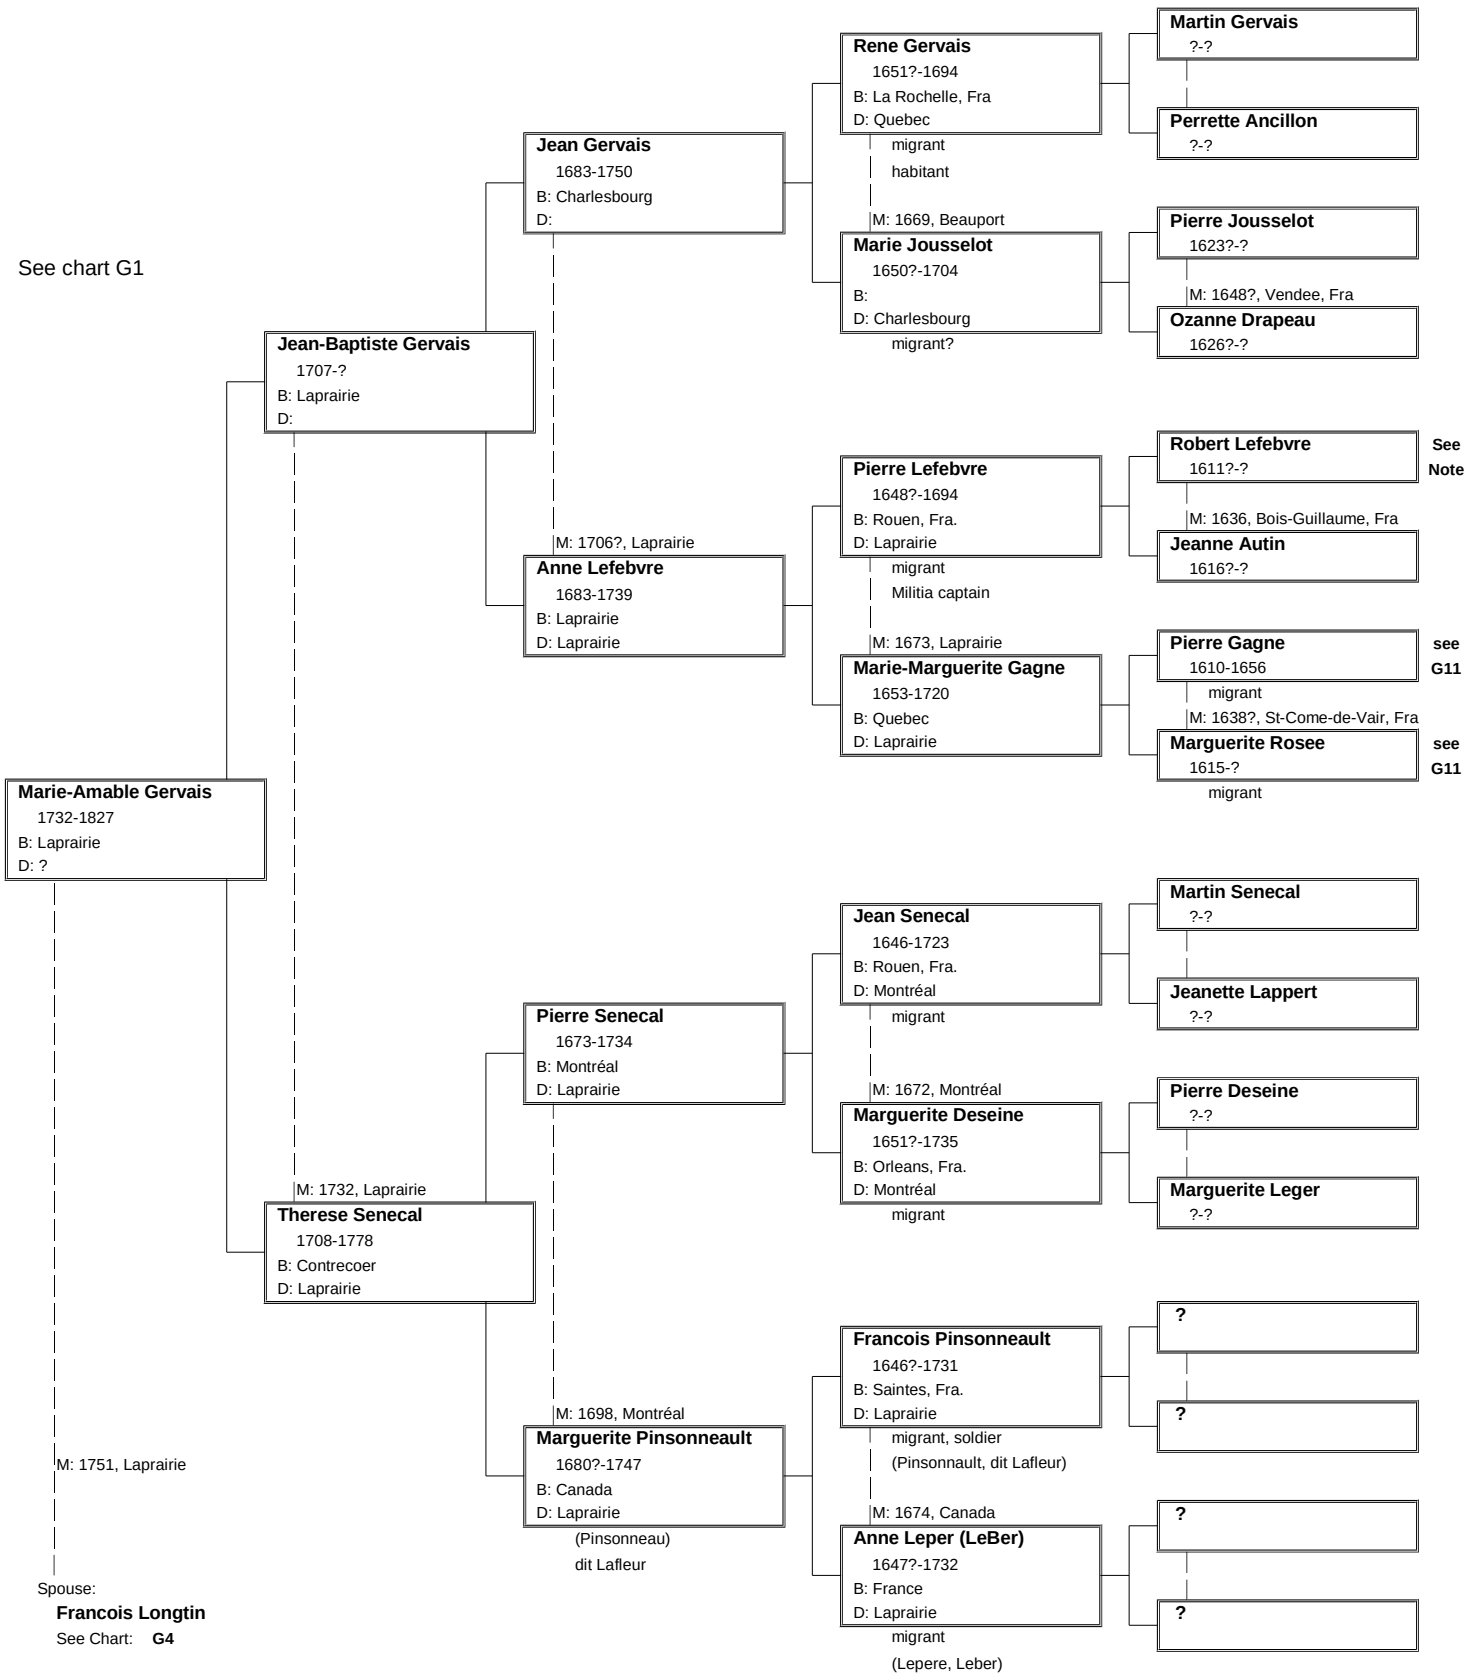 See chart G1
Marie-Amable Gervais
1732-1827
B: Laprairie
D: ?
M: 1751, Laprairie
Spouse:
Francois Longtin
See Chart: G4
Jean-Baptiste Gervais
1707-?
B: Laprairie
D:
M: 1732, Laprairie
Therese Senecal
1708-1778
B: Contrecoer
D: Laprairie
Jean Gervais
1683-1750
B: Charlesbourg
D:
M: 1706?, Laprairie
Anne Lefebvre
1683-1739
B: Laprairie
D: Laprairie
Pierre Senecal
1673-1734
B: Montréal
D: Laprairie
M: 1698, Montréal
Marguerite Pinsonneault
1680?-1747
B: Canada
D: Laprairie
(Pinsonneau)
dit Lafleur
Rene Gervais
1651?-1694
B: La Rochelle, Fra
D: Quebec
migrant
habitant
M: 1669, Beauport
Marie Jousselot
1650?-1704
B:
D: Charlesbourg
migrant?
Pierre Lefebvre
1648?-1694
B: Rouen, Fra.
D: Laprairie
migrant
Militia captain
M: 1673, Laprairie
Marie-Marguerite Gagne
1653-1720
B: Quebec
D: Laprairie
Jean Senecal
1646-1723
B: Rouen, Fra.
D: Montréal
migrant
M: 1672, Montréal
Marguerite Deseine
1651?-1735
B: Orleans, Fra.
D: Montréal
migrant
Francois Pinsonneault
1646?-1731
B: Saintes, Fra.
D: Laprairie
migrant, soldier
(Pinsonnault, dit Lafleur)
M: 1674, Canada
Anne Leper (LeBer)
1647?-1732
B: France
D: Laprairie
migrant
(Lepere, Leber)
Martin Gervais
?-?
Perrette Ancillon
?-?
Pierre Jousselot
1623?-?
M: 1648?, Vendee, Fra
Ozanne Drapeau
1626?-?
Robert Lefebvre
1611?-?
See
Note
M: 1636, Bois-Guillaume, Fra
Jeanne Autin
1616?-?
Pierre Gagne
1610-1656
migrant
see
G11
M: 1638?, St-Come-de-Vair, Fra
Marguerite Rosee
1615-?
migrant
see
G11
Martin Senecal
?-?
Jeanette Lappert
?-?
Pierre Deseine
?-?
Marguerite Leger
?-?
?
?
?
?